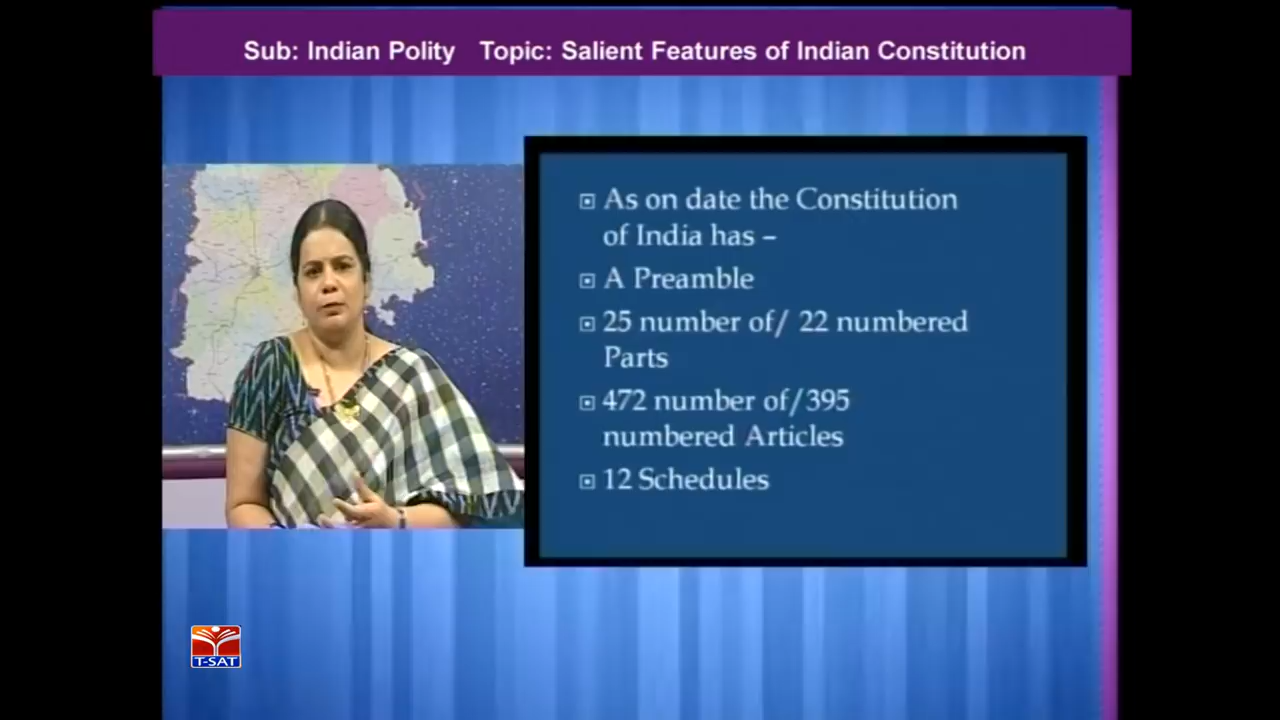 Sub: Indian Polity Topic: Salient Features of Indian Constitution
As on date the Constitution
of India has –
A Preamble
25 number of/ 22 numbered
Parts
472 number of/395
numbered Articles
12 Schedules
T-SAT